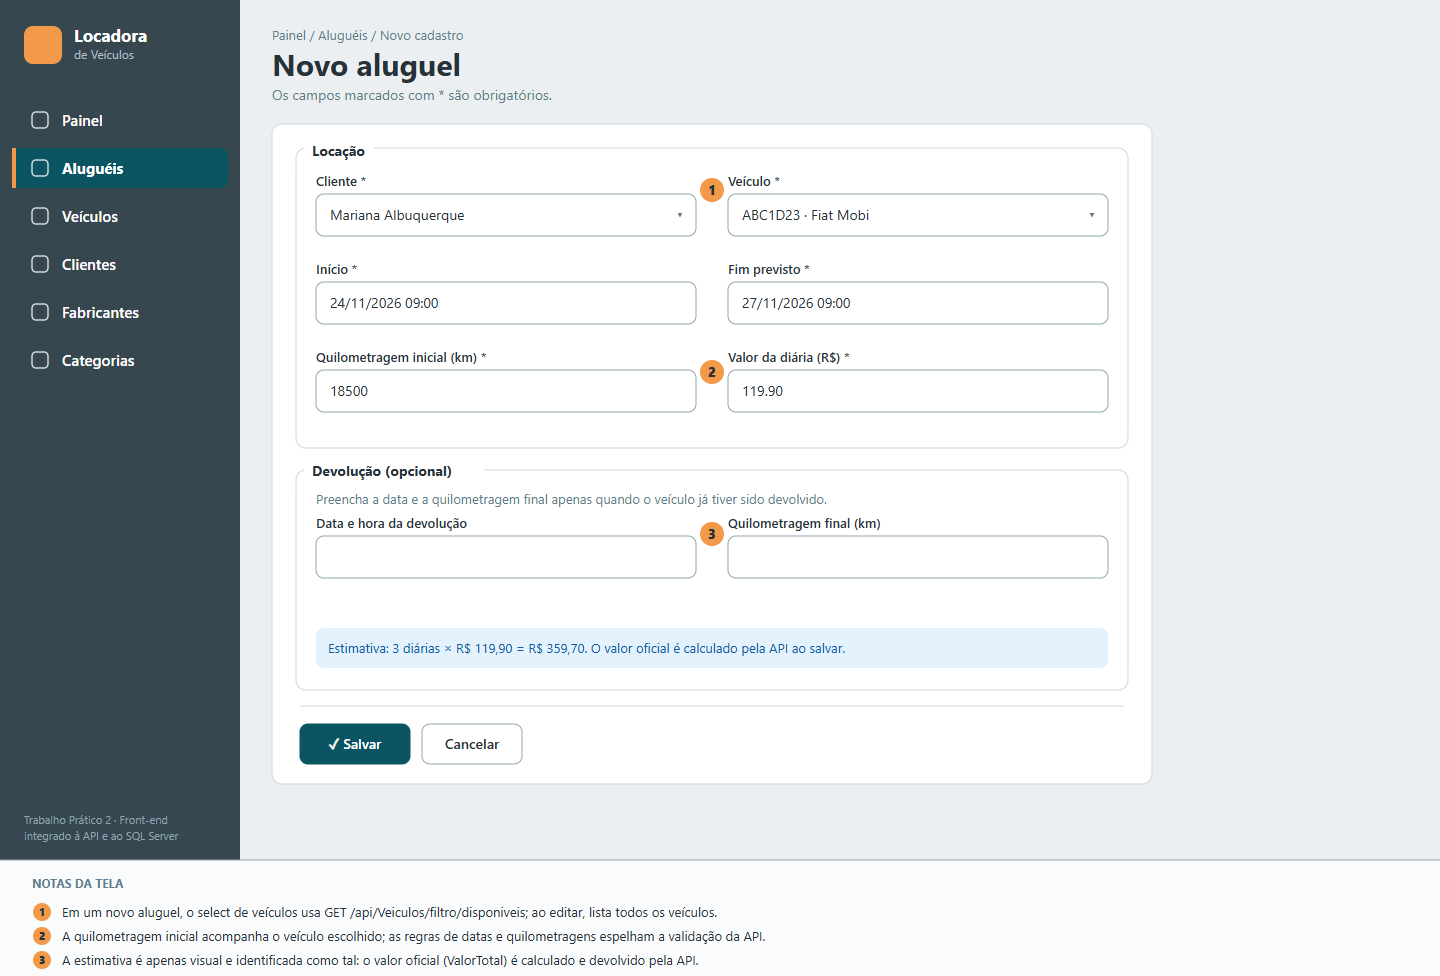 Locadora
de Veículos
Painel
Aluguéis
Veículos
Clientes
Fabricantes
Categorias
Trabalho Prático 2 · Front-end
integrado à API e ao SQL Server
Painel / Aluguéis / Novo cadastro
Novo aluguel
Os campos marcados com * são obrigatórios.
Locação
Cliente *
1
Veículo *
Mariana Albuquerque
ABC1D23 · Fiat Mobi
Início *
Fim previsto *
24/11/2026 09:00
27/11/2026 09:00
Quilometragem inicial (km) *
2
Valor da diária (R$) *
18500
119.90
Devolução (opcional)
Preencha a data e a quilometragem final apenas quando o veículo já tiver sido devolvido.
Data e hora da devolução
3
Quilometragem final (km)
Estimativa: 3 diárias × R$ 119,90 = R$ 359,70. O valor oficial é calculado pela API ao salvar.
✓ Salvar
Cancelar
NOTAS DA TELA
1 Em um novo aluguel, o select de veículos usa GET /api/Veiculos/filtro/disponiveis; ao editar, lista todos os veículos.
2 A quilometragem inicial acompanha o veículo escolhido; as regras de datas e quilometragens espelham a validação da API.
3 A estimativa é apenas visual e identificada como tal: o valor oficial (ValorTotal) é calculado e devolvido pela API.